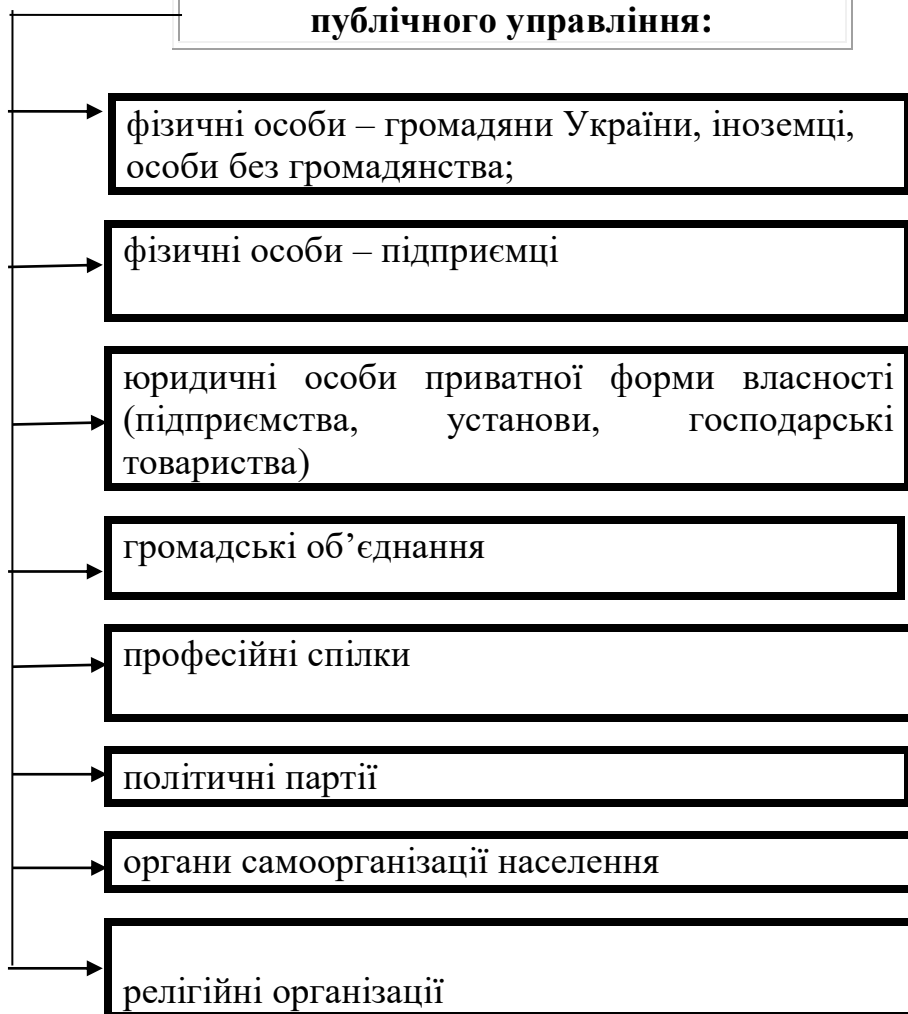 публічного управління:
фізичні особи – громадяни України, іноземці,
особи без громадянства;
фізичні особи – підприємці
юридичні особи приватної форми власності
(підприємства, установи, господарські
товариства)
громадські об’єднання
професійні спілки
політичні партії
органи самоорганізації населення
релігійні організації